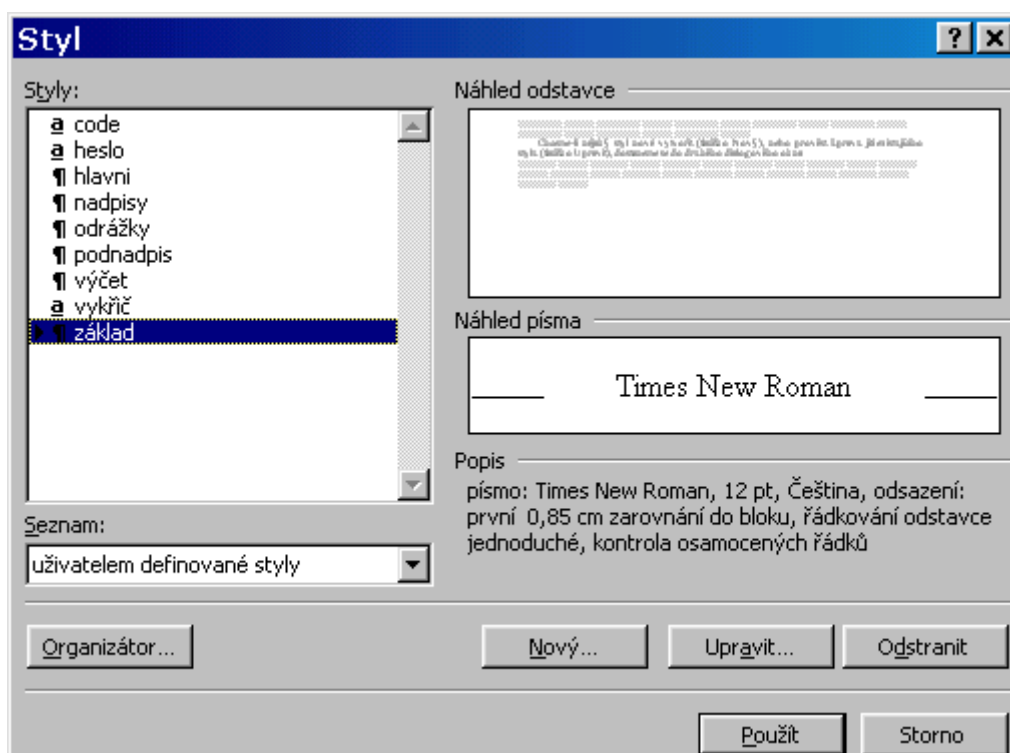 Styl
Styly:
a code
a heslo
¶ hlavni
¶ nadpisy
¶ odrážky
¶ podnadpis
¶ výčet
a vykřič
¶ základ
Seznam:
uživatelem definované styly
Náhled odstavce
Náhled písma
Times New Roman
Popis
písmo: Times New Roman, 12 pt, Čeština, odsazení:
první 0,85 cm zarovnání do bloku, řádkování odstavce
jednoduché, kontrola osamocených řádků
Organizátor...
Nový...
Upravit...
Odstranit
Použít
Storno